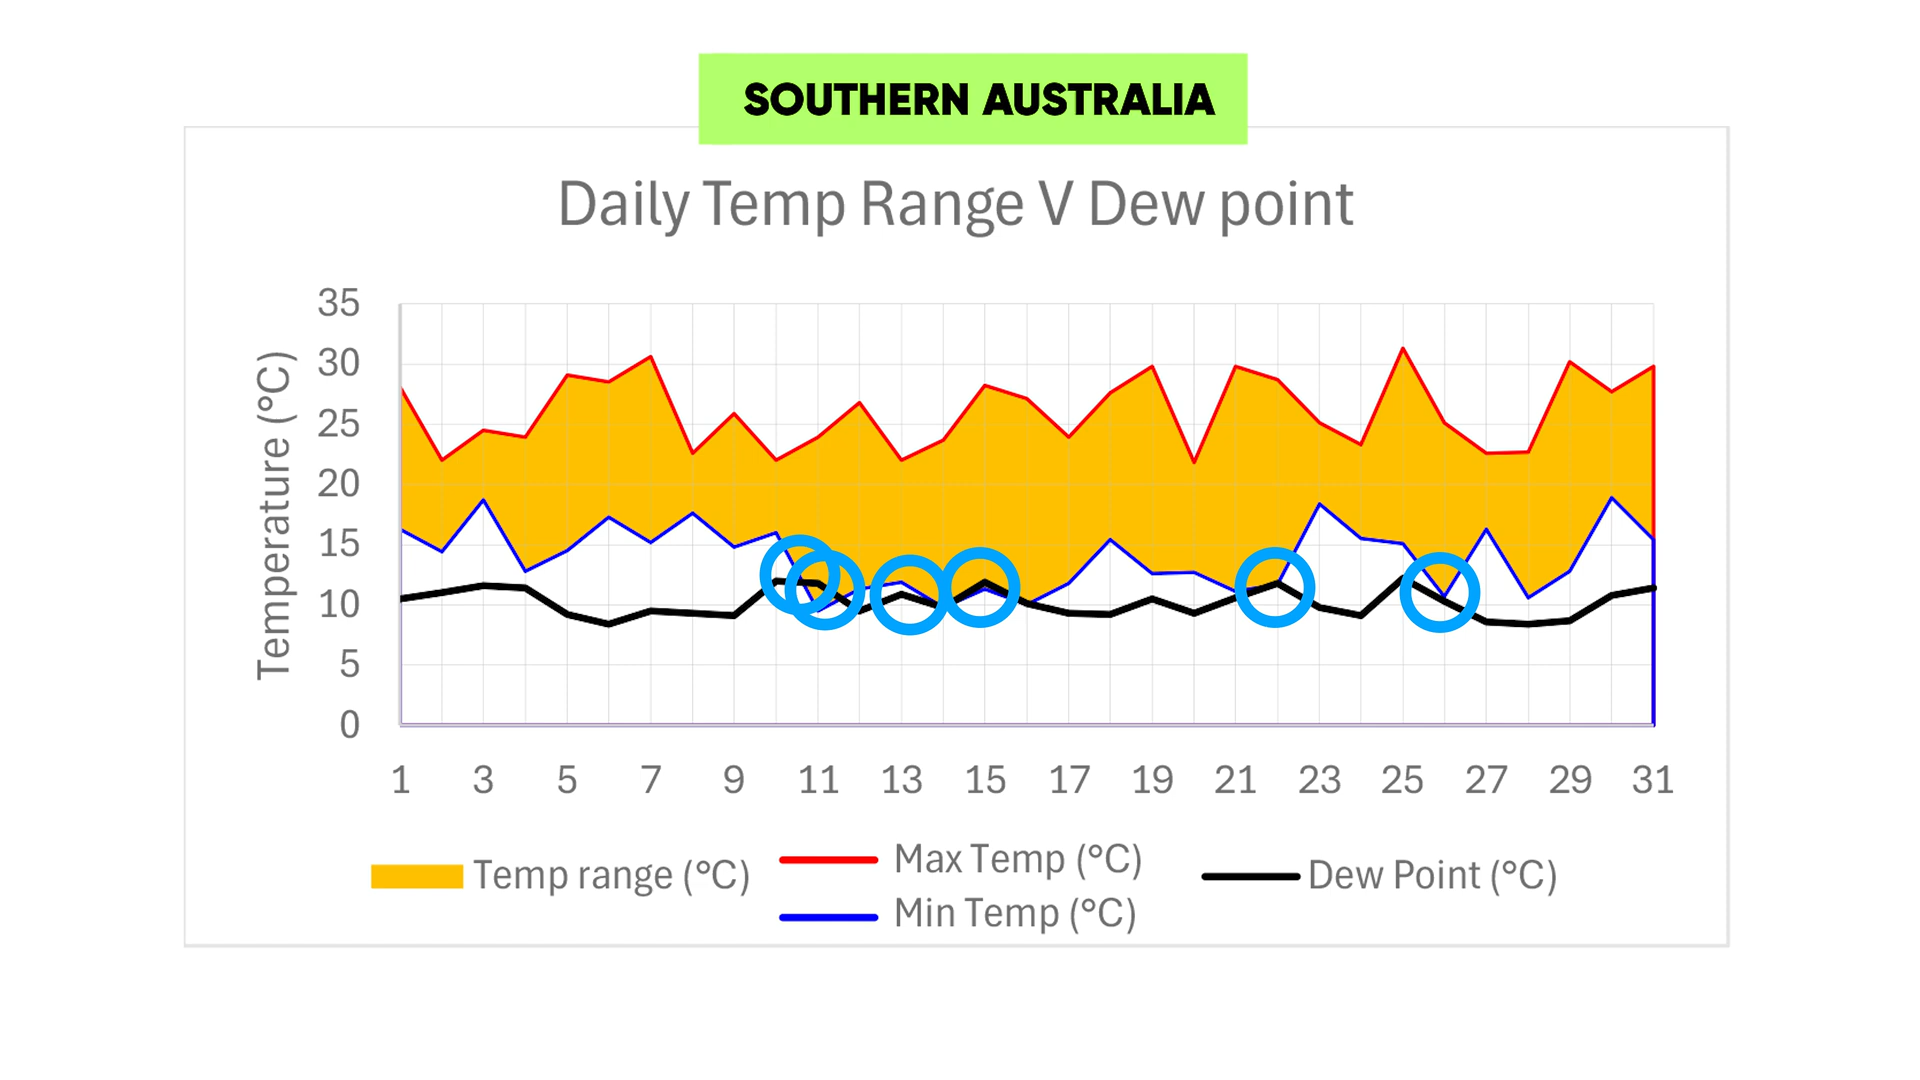 SOUTHERN AUSTRALIA
Daily Temp Range V Dew point
Temperature (°C)
35
30
25
20
15
10
5
0
1 3 5 7 9 11 13 15 17 19 21 23 25 27 29 31
Temp range (°C)
Max Temp (°C)
Min Temp (°C)
Dew Point (°C)